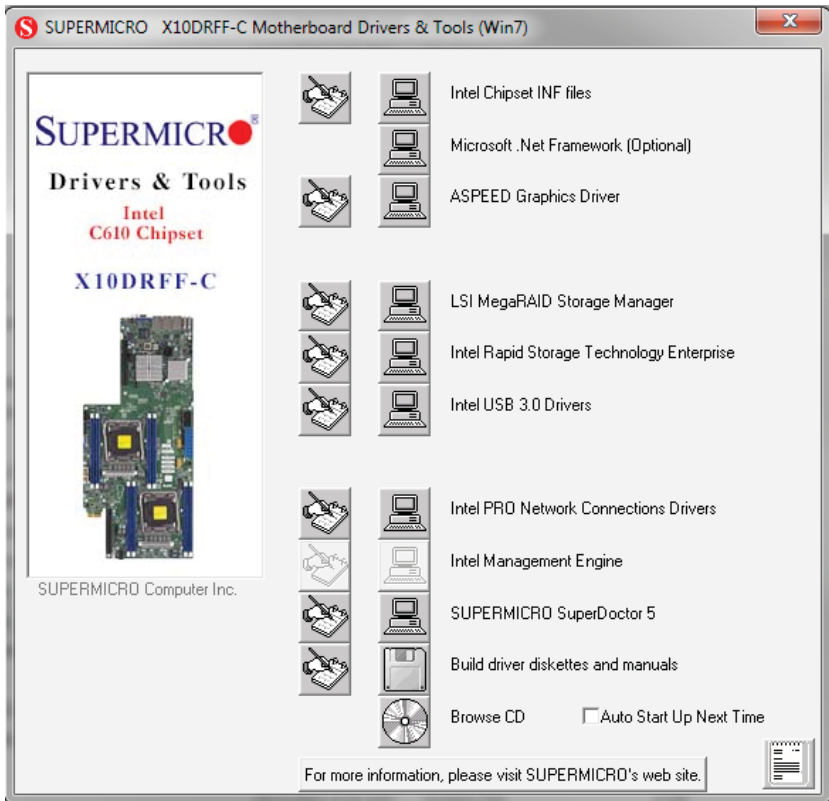 SUPERMICRO X10DRFF-C Motherboard Drivers & Tools (Win7)
SUPERMICRO®
Drivers & Tools
Intel
C610 Chipset
X10DRFF-C
SUPERMICRO Computer Inc.
Intel Chipset INF files
Microsoft .Net Framework (Optional)
ASPEED Graphics Driver
LSI MegaRAID Storage Manager
Intel Rapid Storage Technology Enterprise
Intel USB 3.0 Drivers
Intel PRO Network Connections Drivers
Intel Management Engine
SUPERMICRO SuperDoctor 5
Build driver diskettes and manuals
Browse CD Auto Start Up Next Time
For more information, please visit SUPERMICRO's web site.